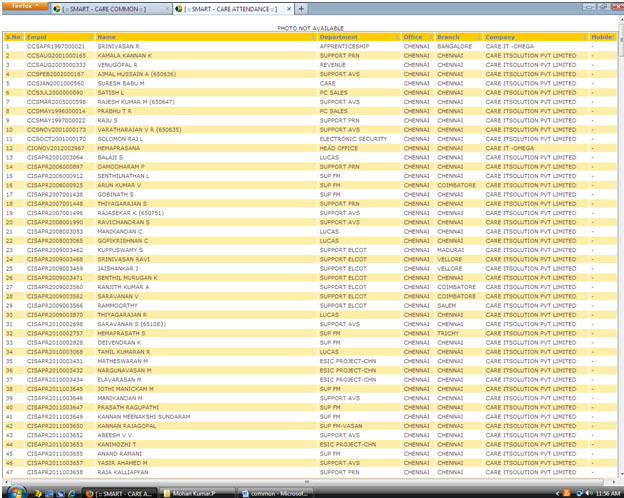 Firefox
[ :: SMART - CARE COMMON :: ] × [ :: SMART - CARE ATTENDANCE :: ] × +
PHOTO NOT AVAILABLE
S.No Empid Name Department Office Branch Company Mobile
1 CCSAPR1997000021 SRINIVASAN R APPRENTICESHIP CHENNAI BANGALORE CARE IT -OMEGA -
2 CCSAUG2001000165 KAMALA KANNAN K SUPPORT PRN CHENNAI CHENNAI CARE ITSOLUTION PVT LIMITED -
3 CCSAUG2003000333 VENUGOPAL R REVENUE CHENNAI CHENNAI CARE ITSOLUTION PVT LIMITED -
4 CCSFEB2002000187 AJMAL HUSSAIN A (650636) SUPPORT AVS CHENNAI CHENNAI CARE ITSOLUTION PVT LIMITED -
5 CCSJAN2001000560 SURESH BABU M CARE CHENNAI CHENNAI CARE ITSOLUTION PVT LIMITED -
6 CCSJUL2000000090 SATISH L PC SALES CHENNAI CHENNAI CARE ITSOLUTION PVT LIMITED -
7 CCSMAR2005000598 RAJESH KUMAR M (650647) SUPPORT AVS CHENNAI CHENNAI CARE ITSOLUTION PVT LIMITED -
8 CCSMAY1996000014 PRABHU T R PC SALES CHENNAI CHENNAI CARE ITSOLUTION PVT LIMITED -
9 CCSMAY1997000022 RAJU S SUPPORT PRN CHENNAI CHENNAI CARE ITSOLUTION PVT LIMITED -
10 CCSNOV2001000173 VARATHARAJAN V R (650635) SUPPORT AVS CHENNAI CHENNAI CARE ITSOLUTION PVT LIMITED -
11 CCSOCT2001000170 SOLOMON RAJ L ELECTRONIC SECURITY CHENNAI CHENNAI CARE ITSOLUTION PVT LIMITED -
12 CIONOV2012003967 HEMAPRASANA HEAD OFFICE CHENNAI CHENNAI CARE IT -OMEGA -
13 CISAPR2001003064 BALAJI S LUCAS CHENNAI CHENNAI CARE ITSOLUTION PVT LIMITED -
14 CISAPR2006000897 DAMODHARAM P SUPPORT PRN CHENNAI CHENNAI CARE ITSOLUTION PVT LIMITED -
15 CISAPR2006000912 SENTHILNATHAN L SUP FM CHENNAI CHENNAI CARE ITSOLUTION PVT LIMITED -
16 CISAPR2006000925 ARUN KUMAR V SUP FM CHENNAI COIMBATORE CARE ITSOLUTION PVT LIMITED -
17 CISAPR2007001438 GOBINATH S SUP FM CHENNAI CHENNAI CARE ITSOLUTION PVT LIMITED -
18 CISAPR2007001448 THIYAGARAJAN S SUPPORT PRN CHENNAI CHENNAI CARE ITSOLUTION PVT LIMITED -
19 CISAPR2007001496 RAJASEKAR K (650751) SUPPORT AVS CHENNAI CHENNAI CARE ITSOLUTION PVT LIMITED -
20 CISAPR2008001990 RAVICHANDRAN S SUPPORT AVS CHENNAI CHENNAI CARE ITSOLUTION PVT LIMITED -
21 CISAPR2008003053 MANIKANDAN C LUCAS CHENNAI CHENNAI CARE ITSOLUTION PVT LIMITED -
22 CISAPR2008003065 GOPIKRISHNAN C LUCAS CHENNAI CHENNAI CARE ITSOLUTION PVT LIMITED -
23 CISAPR2009003462 KUPPUSWAMY S SUPPORT ELCOT CHENNAI MADURAI CARE ITSOLUTION PVT LIMITED -
24 CISAPR2009003468 SRINIVASAN RAVI SUPPORT ELCOT CHENNAI VELLORE CARE ITSOLUTION PVT LIMITED -
25 CISAPR2009003469 JAISHANKAR J SUPPORT ELCOT CHENNAI VELLORE CARE ITSOLUTION PVT LIMITED -
26 CISAPR2009003471 SENTHIL MURUGAN K SUPPORT ELCOT CHENNAI CHENNAI CARE ITSOLUTION PVT LIMITED -
27 CISAPR2009003560 RANJITH KUMAR A SUPPORT ELCOT CHENNAI COIMBATORE CARE ITSOLUTION PVT LIMITED -
28 CISAPR2009003562 SARAVANAN V SUPPORT ELCOT CHENNAI COIMBATORE CARE ITSOLUTION PVT LIMITED -
29 CISAPR2009003566 RAMMOORTHY SUPPORT ELCOT CHENNAI SALEM CARE ITSOLUTION PVT LIMITED -
30 CISAPR2009003870 THIYAGARAJAN R LUCAS CHENNAI CHENNAI CARE ITSOLUTION PVT LIMITED -
31 CISAPR2010002698 SARAVANAN S (651083) SUPPORT AVS CHENNAI CHENNAI CARE ITSOLUTION PVT LIMITED -
32 CISAPR2010002757 HEMAPRASATH S SUP FM CHENNAI TRICHY CARE ITSOLUTION PVT LIMITED -
33 CISAPR2010002828 DEIVENDRAN K SUP FM CHENNAI CHENNAI CARE ITSOLUTION PVT LIMITED -
34 CISAPR2010003068 TAMIL KUMARAN R LUCAS CHENNAI CHENNAI CARE ITSOLUTION PVT LIMITED -
35 CISAPR2010003431 MATHESWARAN M ESIC PROJECT-CHN CHENNAI CHENNAI CARE ITSOLUTION PVT LIMITED -
36 CISAPR2010003432 NARGUNAVASAN M ESIC PROJECT-CHN CHENNAI CHENNAI CARE ITSOLUTION PVT LIMITED -
37 CISAPR2010003434 ELAVARASAN M ESIC PROJECT-CHN CHENNAI CHENNAI CARE ITSOLUTION PVT LIMITED -
38 CISAPR2011003645 JOTHI MANICKAM M SUP FM CHENNAI CHENNAI CARE ITSOLUTION PVT LIMITED -
39 CISAPR2011003646 MANIKANDAN M SUPPORT AVS CHENNAI CHENNAI CARE ITSOLUTION PVT LIMITED -
40 CISAPR2011003647 PRASATH RAGUPATHI SUP FM CHENNAI CHENNAI CARE ITSOLUTION PVT LIMITED -
41 CISAPR2011003649 KANNAN MEENAKSHI SUNDARAM SUP FM CHENNAI CHENNAI CARE ITSOLUTION PVT LIMITED -
42 CISAPR2011003650 KANNAN RAJAGOPAL SUP FM-VASAN CHENNAI CHENNAI CARE ITSOLUTION PVT LIMITED -
43 CISAPR2011003652 ABEESH V V SUPPORT AVS CHENNAI CHENNAI CARE ITSOLUTION PVT LIMITED -
44 CISAPR2011003653 KANIMOZHI T ESIC PROJECT-CHN CHENNAI CHENNAI CARE ITSOLUTION PVT LIMITED -
45 CISAPR2011003655 ANAND RAMANI SUP FM CHENNAI CHENNAI CARE ITSOLUTION PVT LIMITED -
46 CISAPR2011003657 YASIR AHAMED M SUPPORT AVS CHENNAI CHENNAI CARE ITSOLUTION PVT LIMITED -
47 CISAPR2011003658 RAJA KALLIAPPAN SUPPORT PRN CHENNAI CHENNAI CARE ITSOLUTION PVT LIMITED -
[ :: SMART - CARE A... Mohan Kumar.P common - Microsof... 11:56 AM